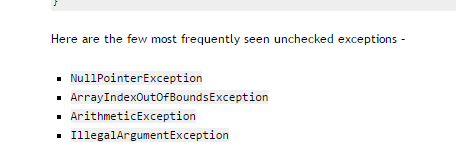 }
Here are the few most frequently seen unchecked exceptions –
NullPointerException
ArrayIndexOutOfBoundsException
ArithmeticException
IllegalArgumentException